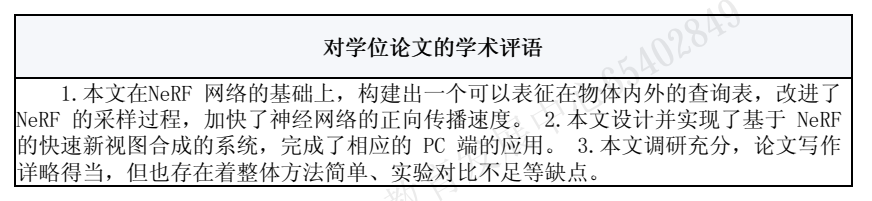 对学位论文的学术评语
1.本文在NeRF 网络的基础上，构建出一个可以表征在物体内外的查询表，改进了
NeRF 的采样过程，加快了神经网络的正向传播速度。 2.本文设计并实现了基于 NeRF
的快速新视图合成的系统，完成了相应的 PC 端的应用。 3.本文调研充分，论文写作
详略得当，但也存在着整体方法简单、实验对比不足等缺点。